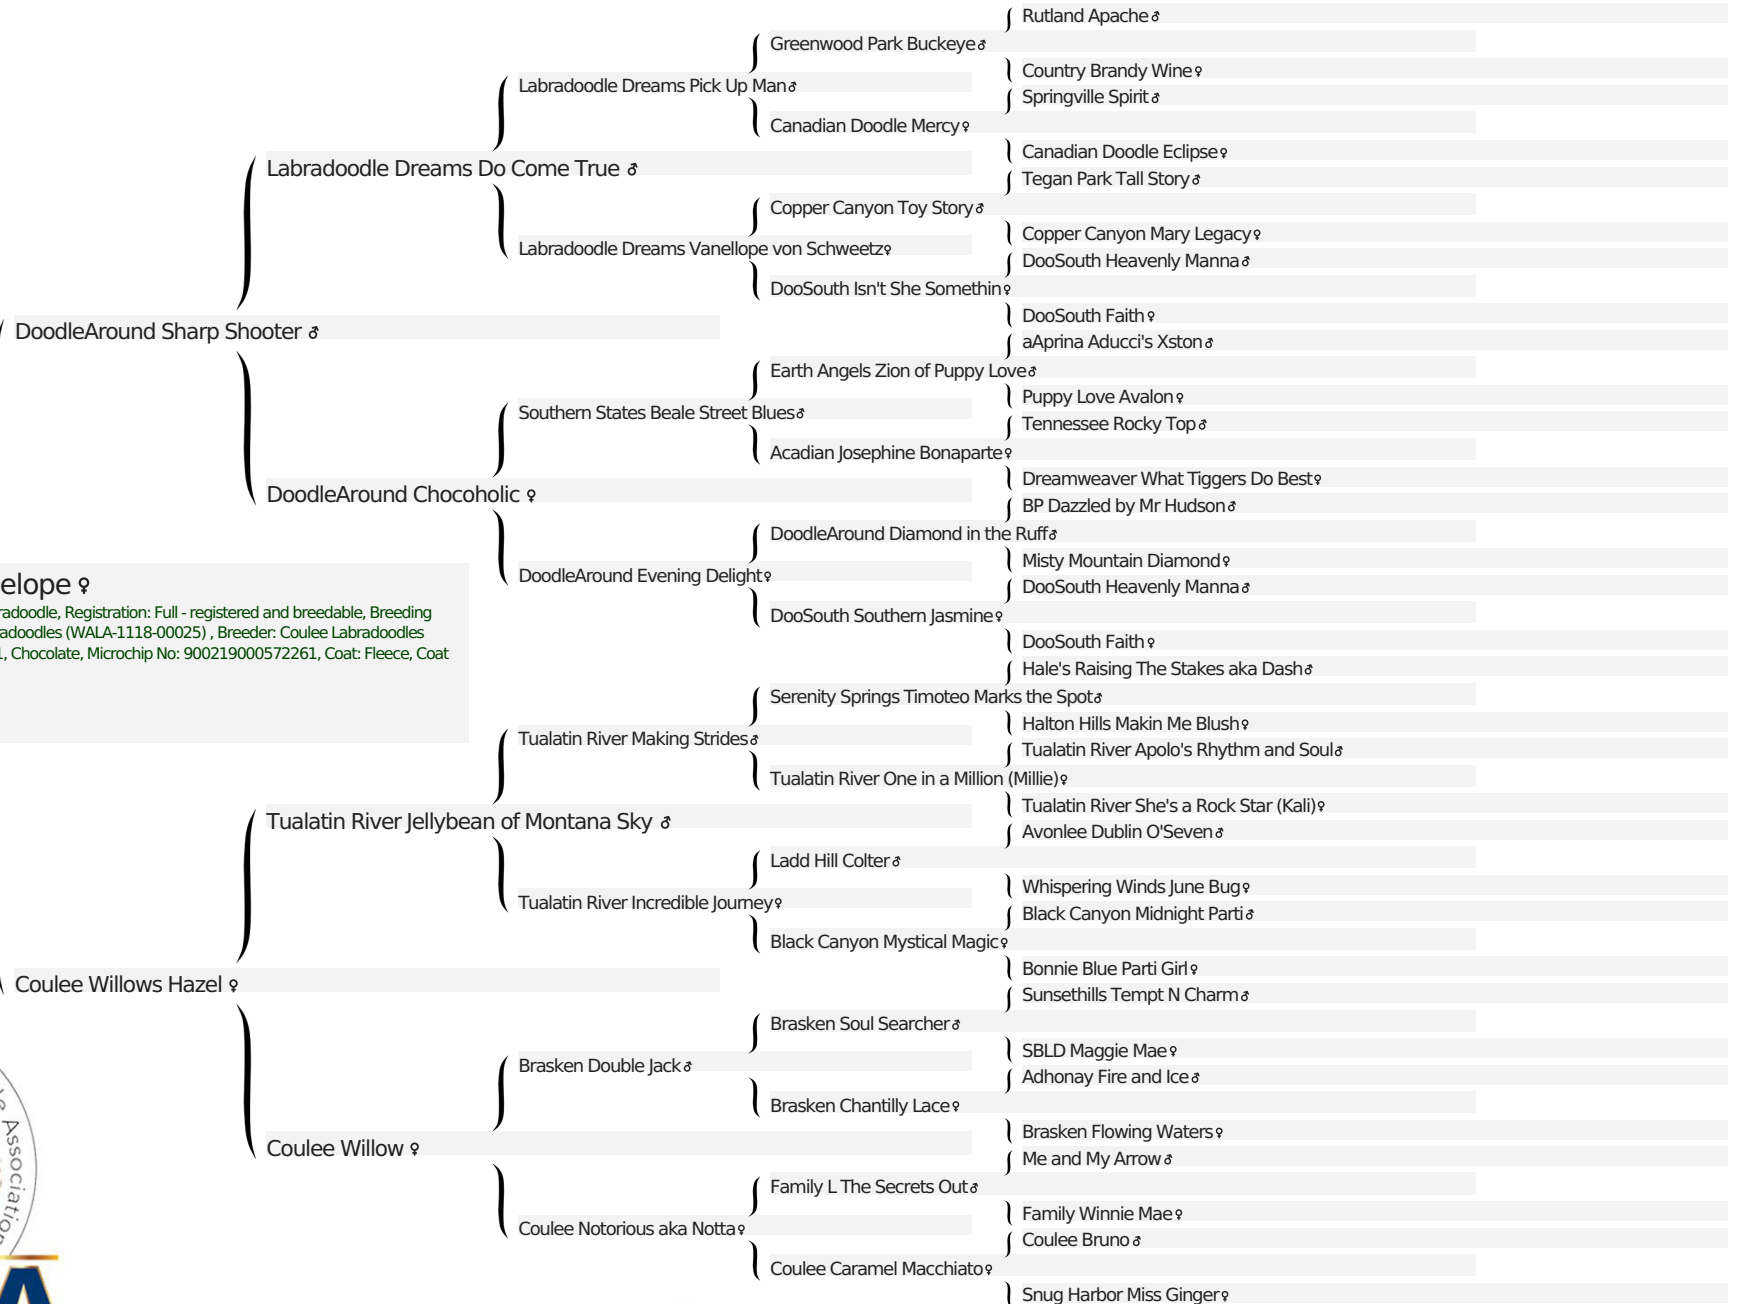 Rutland Apache♂
Greenwood Park Buckeye♂
Country Brandy Wine♀
Labradoodle Dreams Pick Up Man♂
Springville Spirit♂
Canadian Doodle Mercy♀
Canadian Doodle Eclipse♀
Labradoodle Dreams Do Come True ♂
Tegan Park Tall Story♂
Copper Canyon Toy Story♂
Copper Canyon Mary Legacy♀
Labradoodle Dreams Vanellope von Schweetz♀
DooSouth Heavenly Manna♂
DooSouth Isn't She Somethin♀
DooSouth Faith♀
DoodleAround Sharp Shooter ♂
aAprina Aducci's Xston♂
Earth Angels Zion of Puppy Love♂
Puppy Love Avalon♀
Southern States Beale Street Blues♂
Tennessee Rocky Top♂
Acadian Josephine Bonaparte♀
Dreamweaver What Tiggers Do Best♀
DoodleAround Chocoholic ♀
BP Dazzled by Mr Hudson♂
DoodleAround Diamond in the Ruff♂
Misty Mountain Diamond♀
DoodleAround Evening Delight♀
DooSouth Heavenly Manna♂
DooSouth Southern Jasmine♀
DooSouth Faith♀
elope ♀
radoodle, Registration: Full - registered and breedable, Breeding
adoodles (WALA-1118-00025) , Breeder: Coulee Labradoodles
, Chocolate, Microchip No: 900219000572261, Coat: Fleece, Coat
Hale's Raising The Stakes aka Dash♂
Serenity Springs Timoteo Marks the Spot♂
Halton Hills Makin Me Blush♀
Tualatin River Making Strides♂
Tualatin River Apolo's Rhythm and Soul♂
Tualatin River One in a Million (Millie)♀
Tualatin River She's a Rock Star (Kali)♀
Tualatin River Jellybean of Montana Sky ♂
Avonlee Dublin O'Seven♂
Ladd Hill Colter♂
Whispering Winds June Bug♀
Tualatin River Incredible Journey♀
Black Canyon Midnight Parti♂
Black Canyon Mystical Magic♀
Bonnie Blue Parti Girl♀
Coulee Willows Hazel ♀
Sunsethills Tempt N Charm♂
Brasken Soul Searcher♂
SBLD Maggie Mae♀
Brasken Double Jack♂
Adhonay Fire and Ice♂
Brasken Chantilly Lace♀
Brasken Flowing Waters♀
Coulee Willow ♀
Me and My Arrow♂
Family L The Secrets Out♂
Family Winnie Mae♀
Coulee Notorious aka Notta♀
Coulee Bruno♂
Coulee Caramel Macchiato♀
Snug Harbor Miss Ginger♀
Association
A